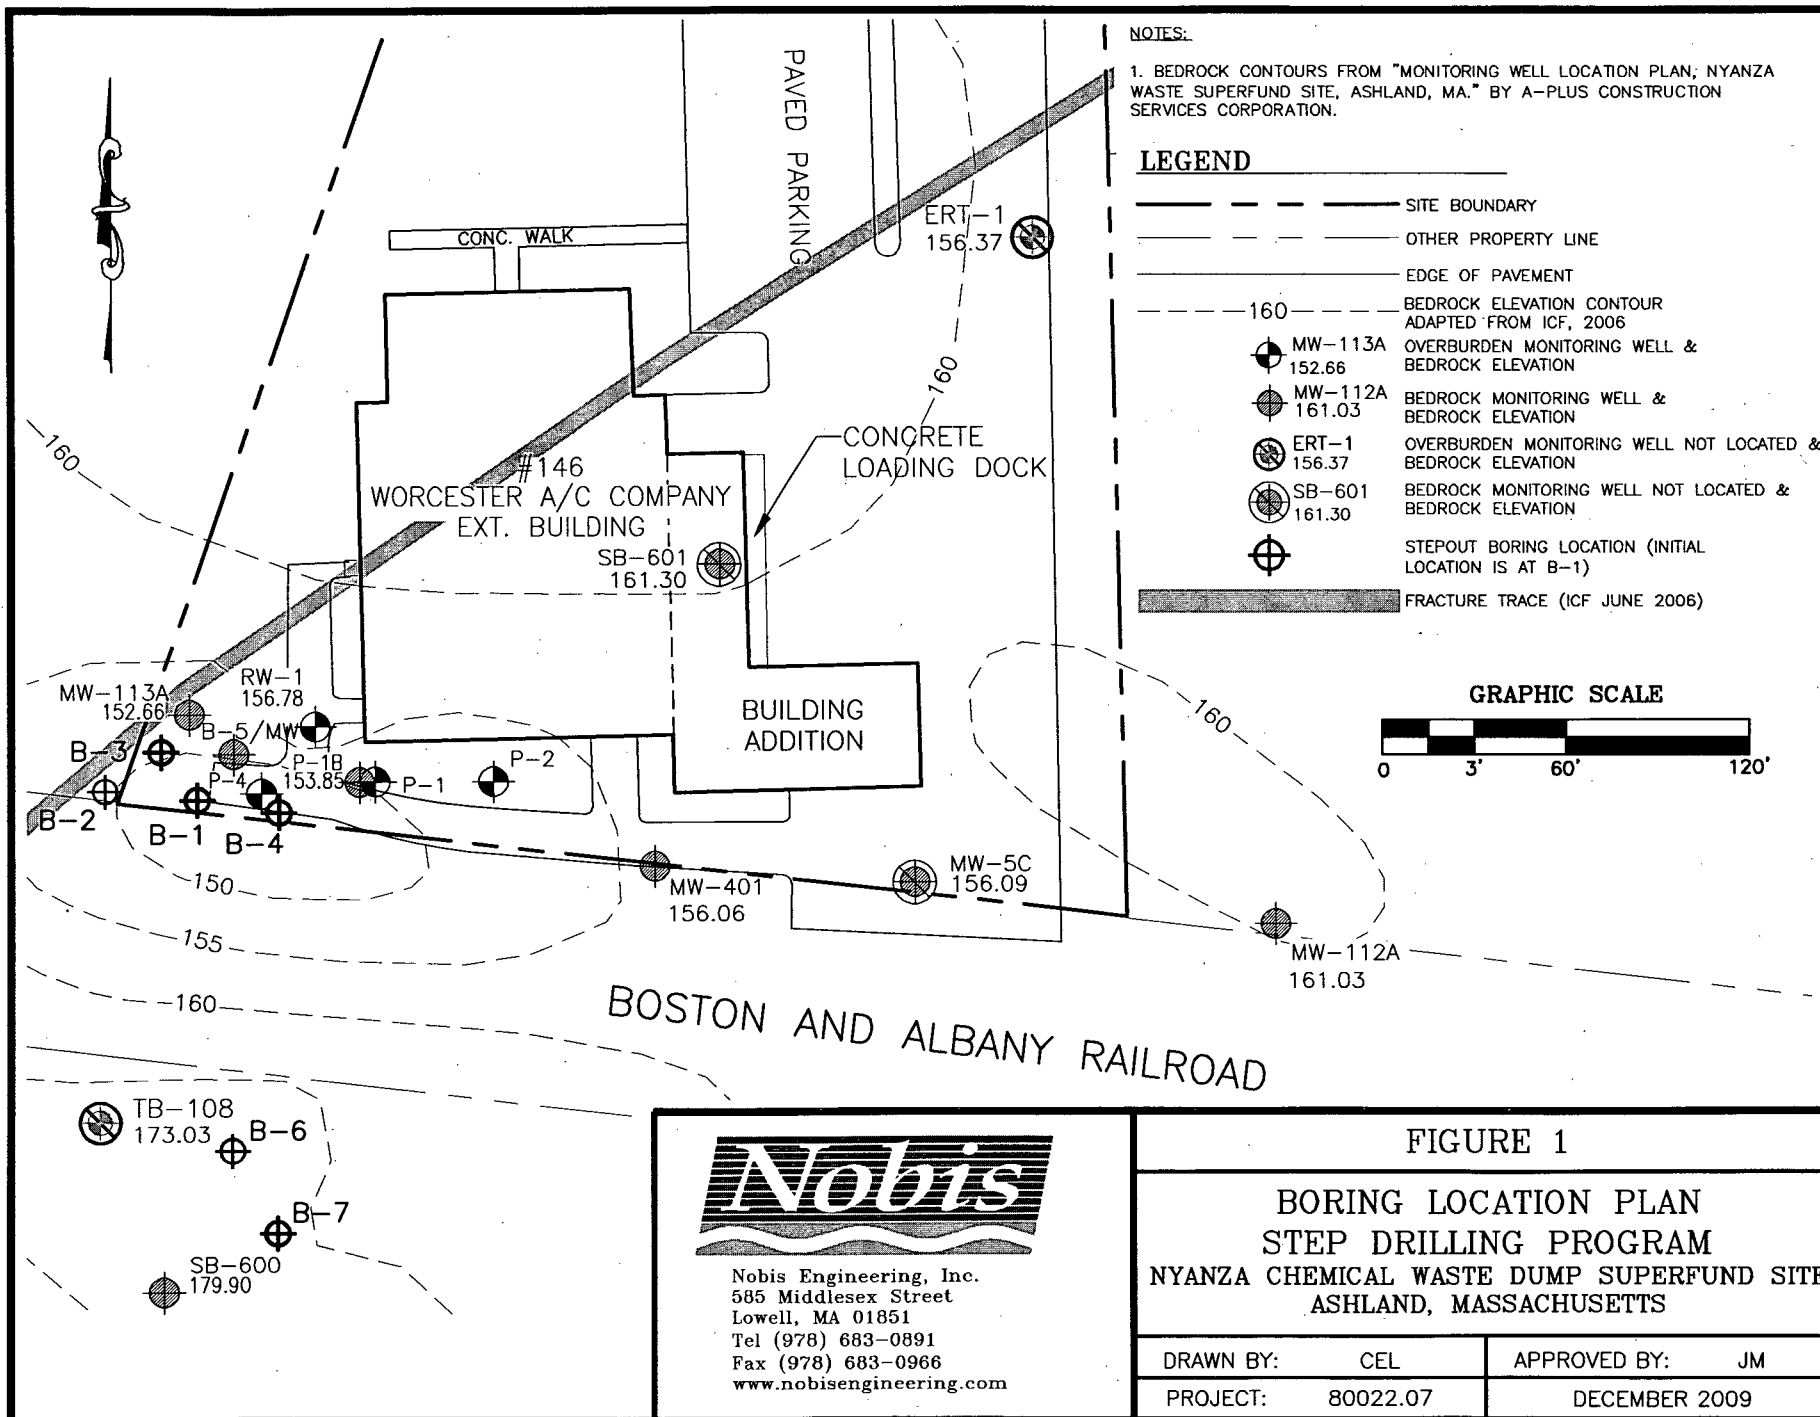 NOTES:
1. BEDROCK CONTOURS FROM "MONITORING WELL LOCATION PLAN, NYANZA
WASTE SUPERFUND SITE, ASHLAND, MA." BY A-PLUS CONSTRUCTION
SERVICES CORPORATION.
LEGEND
SITE BOUNDARY
OTHER PROPERTY LINE
EDGE OF PAVEMENT
160
BEDROCK ELEVATION CONTOUR
ADAPTED FROM ICF, 2006
MW-113A
152.66
OVERBURDEN MONITORING WELL &
BEDROCK ELEVATION
MW-112A
161.03
BEDROCK MONITORING WELL &
BEDROCK ELEVATION
ERT-1
156.37
OVERBURDEN MONITORING WELL NOT LOCATED &
BEDROCK ELEVATION
SB-601
161.30
BEDROCK MONITORING WELL NOT LOCATED &
BEDROCK ELEVATION
STEPOUT BORING LOCATION (INITIAL
LOCATION IS AT B-1)
FRACTURE TRACE (ICF JUNE 2006)
GRAPHIC SCALE
0 3' 60' 120'
PAVED PARKING
CONC. WALK
ERT-1
156.37
160
160
CONCRETE
LOADING DOCK
#146
WORCESTER A/C COMPANY
EXT. BUILDING
SB-601
161.30
BUILDING
ADDITION
160
MW-113A
152.66
RW-1
156.78
B-5/MW
B-3
P-1B
153.85
P-4
P-1
P-2
B-2
B-1
B-4
150
155
160
MW-401
156.06
MW-5C
156.09
MW-112A
161.03
BOSTON AND ALBANY RAILROAD
TB-108
173.03
B-6
B-7
SB-600
179.90
Nobis
Nobis Engineering, Inc.
585 Middlesex Street
Lowell, MA 01851
Tel (978) 683-0891
Fax (978) 683-0966
www.nobisengineering.com
FIGURE 1
BORING LOCATION PLAN
STEP DRILLING PROGRAM
NYANZA CHEMICAL WASTE DUMP SUPERFUND SITE
ASHLAND, MASSACHUSETTS
DRAWN BY: CEL
APPROVED BY: JM
PROJECT: 80022.07
DECEMBER 2009